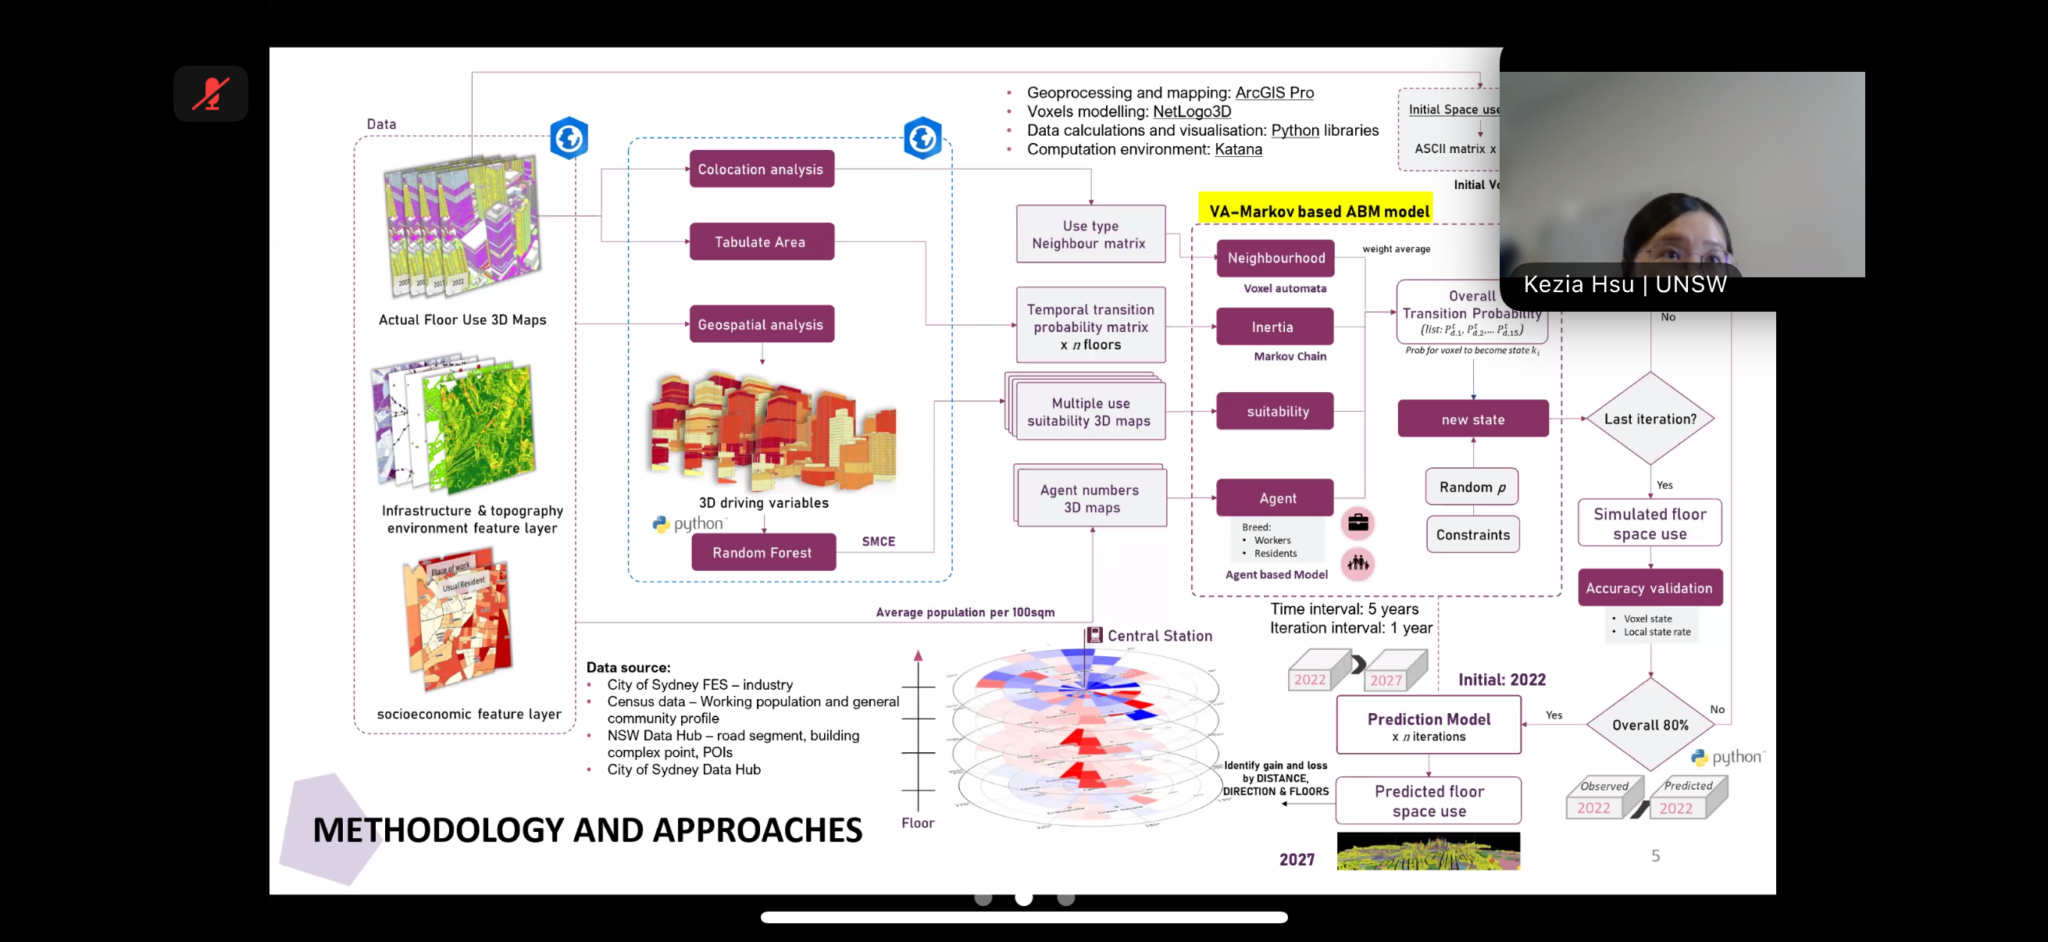 Data
Actual Floor Use 3D Maps
Infrastructure & topography
environment feature layer
Place of work
Usual Resident
socioeconomic feature layer
Colocation analysis
Tabulate Area
Geospatial analysis
3D driving variables
python
Random Forest
SMCE
Average population per 100sqm
• Geoprocessing and mapping: ArcGIS Pro
• Voxels modelling: NetLogo3D
• Data calculations and visualisation: Python libraries
• Computation environment: Katana
Use type
Neighbour matrix
Temporal transition
probability matrix
x n floors
Multiple use
suitability 3D maps
Agent numbers
3D maps
VA-Markov based ABM model
Neighbourhood
Voxel automata
Inertia
Markov Chain
suitability
Agent
Breed:
• Workers
• Residents
Agent based Model
weight average
Initial Space use
ASCII matrix x
Overall
Transition Probability
Prob for voxel to become state kᵢ
new state
Random p
Constraints
Kezia Hsu | UNSW
No
Last iteration?
Yes
Simulated floor
space use
Accuracy validation
• Voxel state
• Local state rate
Overall 80%
No
Yes
python
Observed
2022
Predicted
2022
Time interval: 5 years
Iteration interval: 1 year
2022
2027
Initial: 2022
Prediction Model
x n iterations
Predicted floor
space use
Identify gain and loss
by DISTANCE,
DIRECTION & FLOORS
2027
Central Station
Floor
Data source:
• City of Sydney FES – industry
• Census data – Working population and general
community profile
• NSW Data Hub – road segment, building
complex point, POIs
• City of Sydney Data Hub
METHODOLOGY AND APPROACHES
5